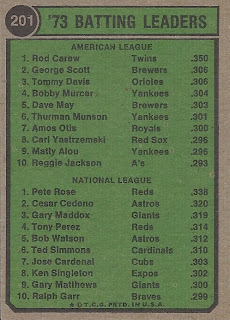 201 '73 BATTING LEADERS
AMERICAN LEAGUE
1. Rod Carew Twins .350
2. George Scott Brewers .306
3. Tommy Davis Orioles .306
4. Bobby Murcer Yankees .304
5. Dave May Brewers .303
6. Thurman Munson Yankees .301
7. Amos Otis Royals .300
8. Carl Yastrzemski Red Sox .296
9. Matty Alou Yankees .296
10. Reggie Jackson A's .293
NATIONAL LEAGUE
1. Pete Rose Reds .338
2. Cesar Cedeno Astros .320
3. Gary Maddox Giants .319
4. Tony Perez Reds .314
5. Bob Watson Astros .312
6. Ted Simmons Cardinals .310
7. Jose Cardenal Cubs .303
8. Ken Singleton Expos .302
9. Gary Matthews Giants .300
10. Ralph Garr Braves .299
© T.C.G. PRTD. IN U.S.A.